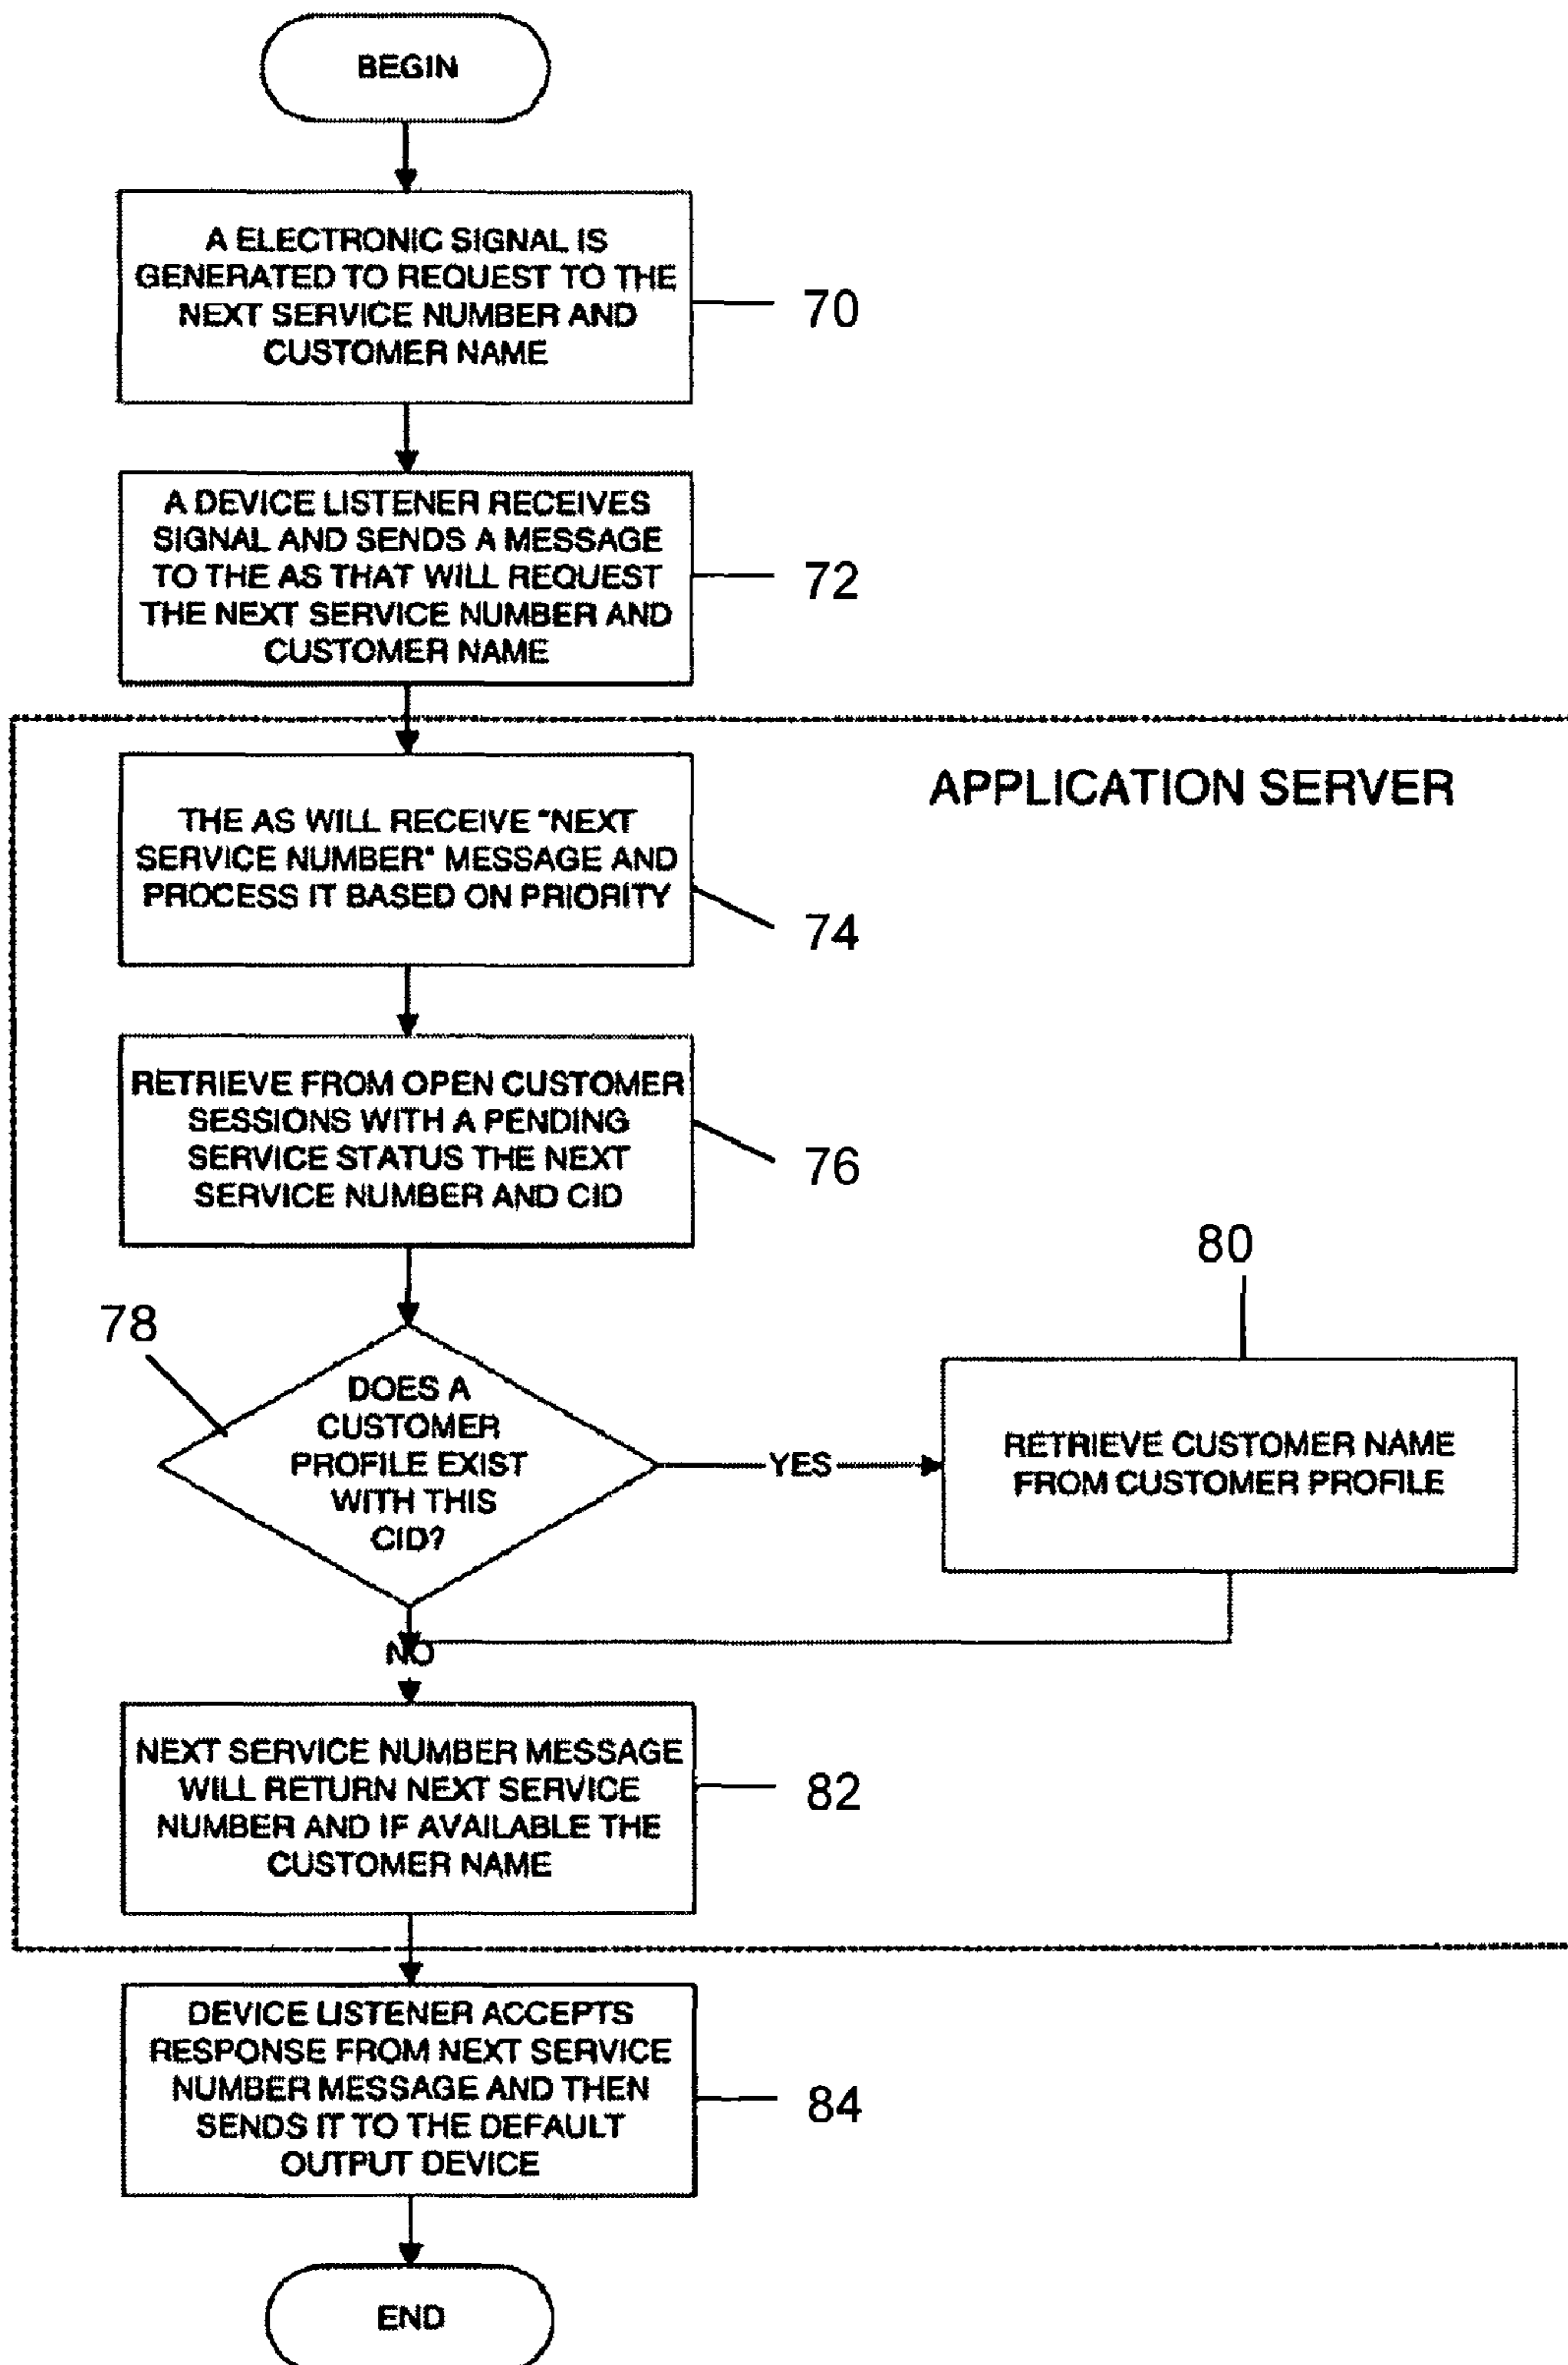 BEGIN
A ELECTRONIC SIGNAL IS
GENERATED TO REQUEST TO THE
NEXT SERVICE NUMBER AND
CUSTOMER NAME
70
A DEVICE LISTENER RECEIVES
SIGNAL AND SENDS A MESSAGE
TO THE AS THAT WILL REQUEST
THE NEXT SERVICE NUMBER AND
CUSTOMER NAME
72
APPLICATION SERVER
THE AS WILL RECEIVE "NEXT
SERVICE NUMBER" MESSAGE AND
PROCESS IT BASED ON PRIORITY
74
RETRIEVE FROM OPEN CUSTOMER
SESSIONS WITH A PENDING
SERVICE STATUS THE NEXT
SERVICE NUMBER AND CID
76
78
DOES A
CUSTOMER
PROFILE EXIST
WITH THIS
CID?
YES
80
RETRIEVE CUSTOMER NAME
FROM CUSTOMER PROFILE
NO
NEXT SERVICE NUMBER MESSAGE
WILL RETURN NEXT SERVICE
NUMBER AND IF AVAILABLE THE
CUSTOMER NAME
82
DEVICE LISTENER ACCEPTS
RESPONSE FROM NEXT SERVICE
NUMBER MESSAGE AND THEN
SENDS IT TO THE DEFAULT
OUTPUT DEVICE
84
END